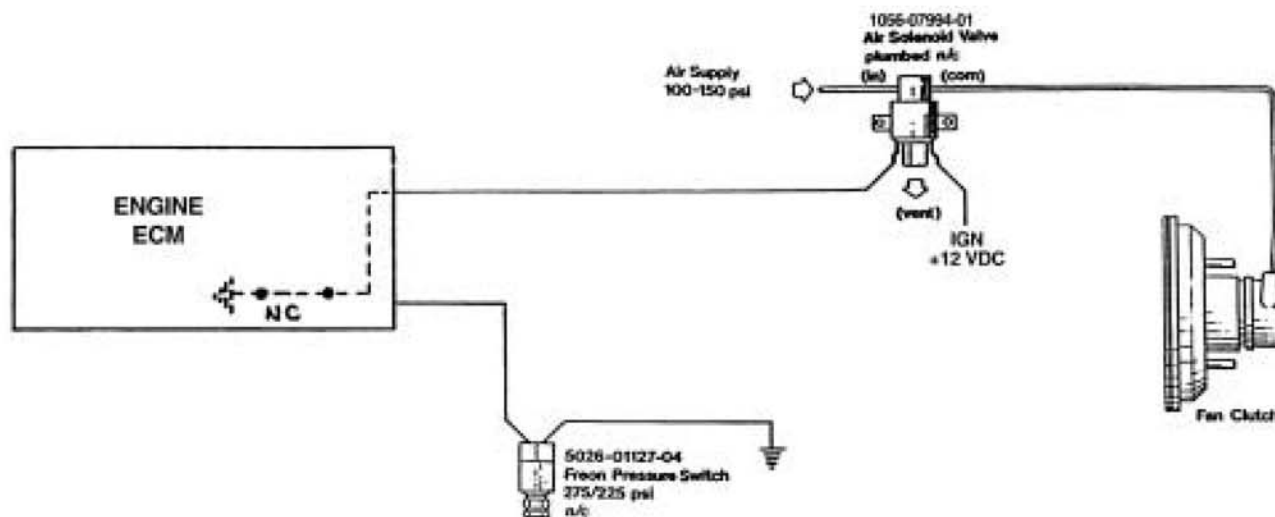 1056-07994-01
Air Solenoid Valve
plumbed n/c
(in) (com)
Air Supply
100-150 psi
ENGINE
ECM
(vent)
IGN
+12 VDC
NC
Fan Clutch
5026-01127-04
Freon Pressure Switch
275/225 psi
n/c